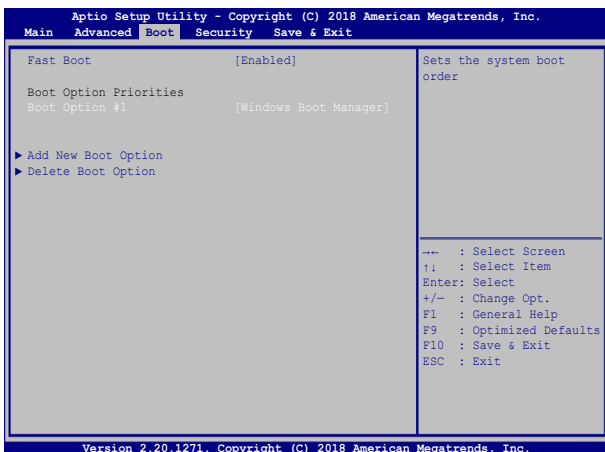 Aptio Setup Utility - Copyright (C) 2018 American Megatrends, Inc.
Main Advanced Boot Security Save & Exit
Fast Boot [Enabled]
Boot Option Priorities
Boot Option #1 [Windows Boot Manager]
▶ Add New Boot Option
▶ Delete Boot Option
Sets the system boot
order
→← : Select Screen
↑↓ : Select Item
Enter: Select
+/— : Change Opt.
F1 : General Help
F9 : Optimized Defaults
F10 : Save & Exit
ESC : Exit
Version 2.20.1271. Copyright (C) 2018 American Megatrends, Inc.